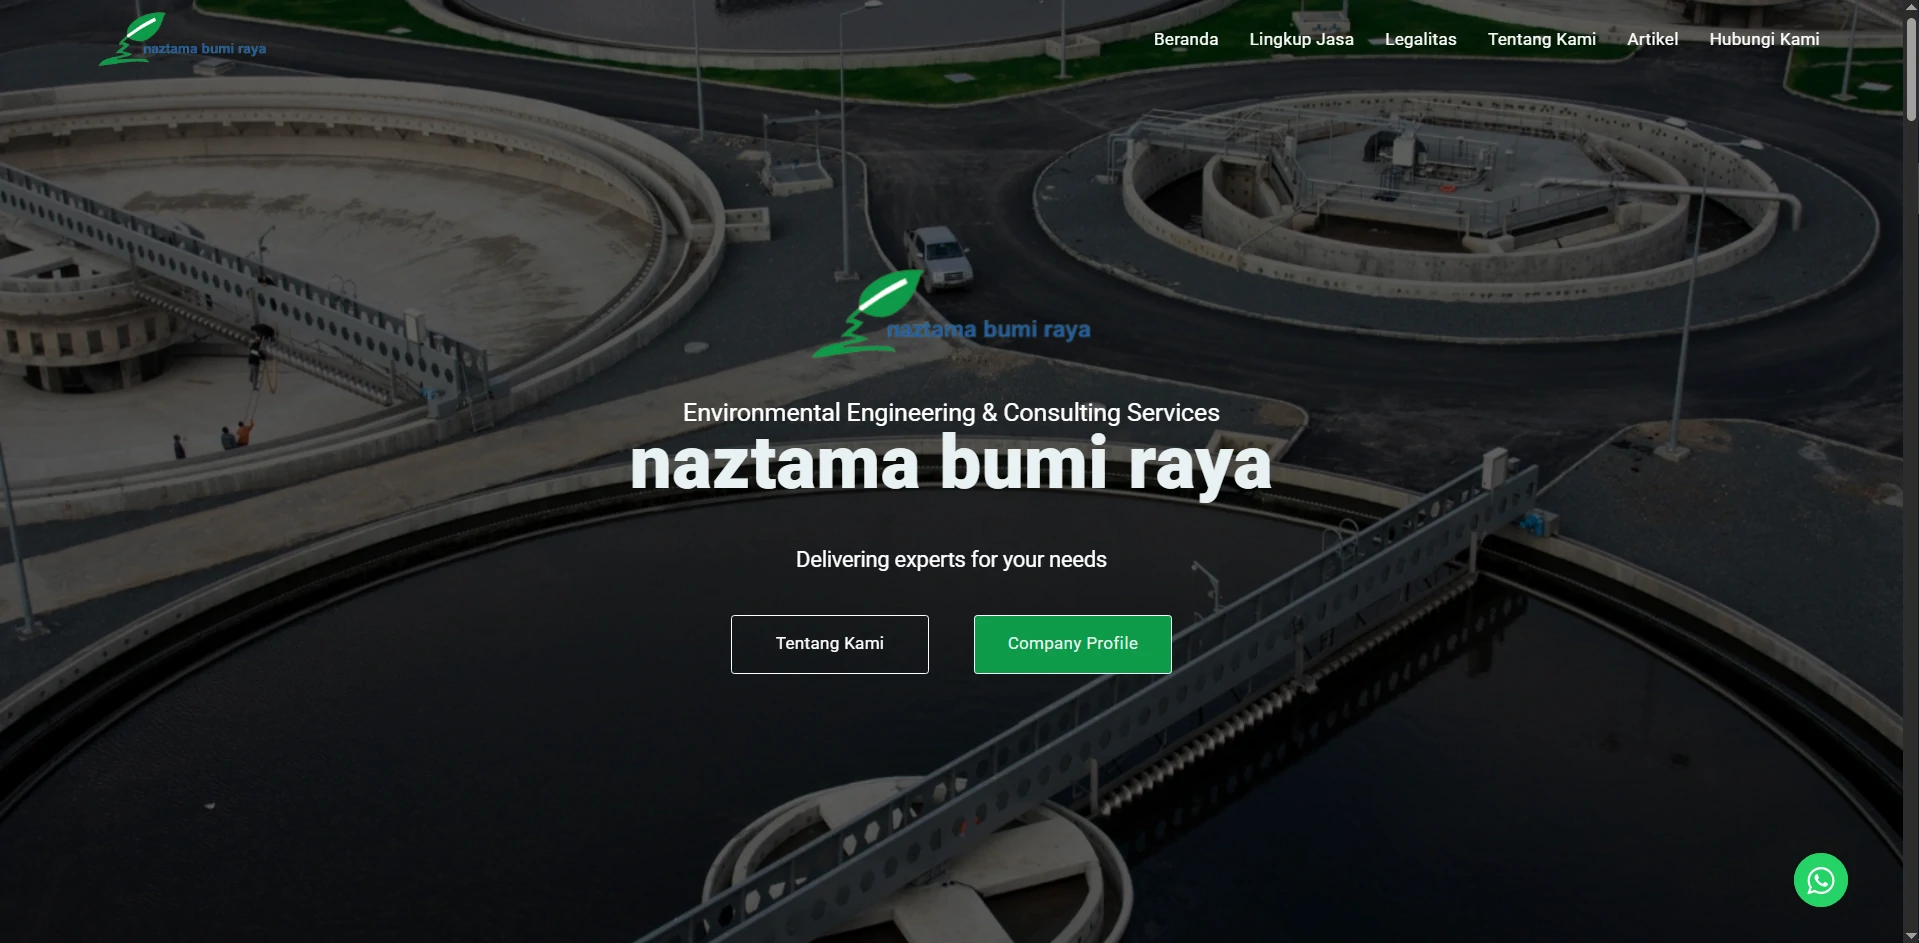 naztama bumi raya
Beranda Lingkup Jasa Legalitas Tentang Kami Artikel Hubungi Kami
naztama bumi raya
Environmental Engineering & Consulting Services
naztama bumi raya
Delivering experts for your needs
Tentang Kami Company Profile